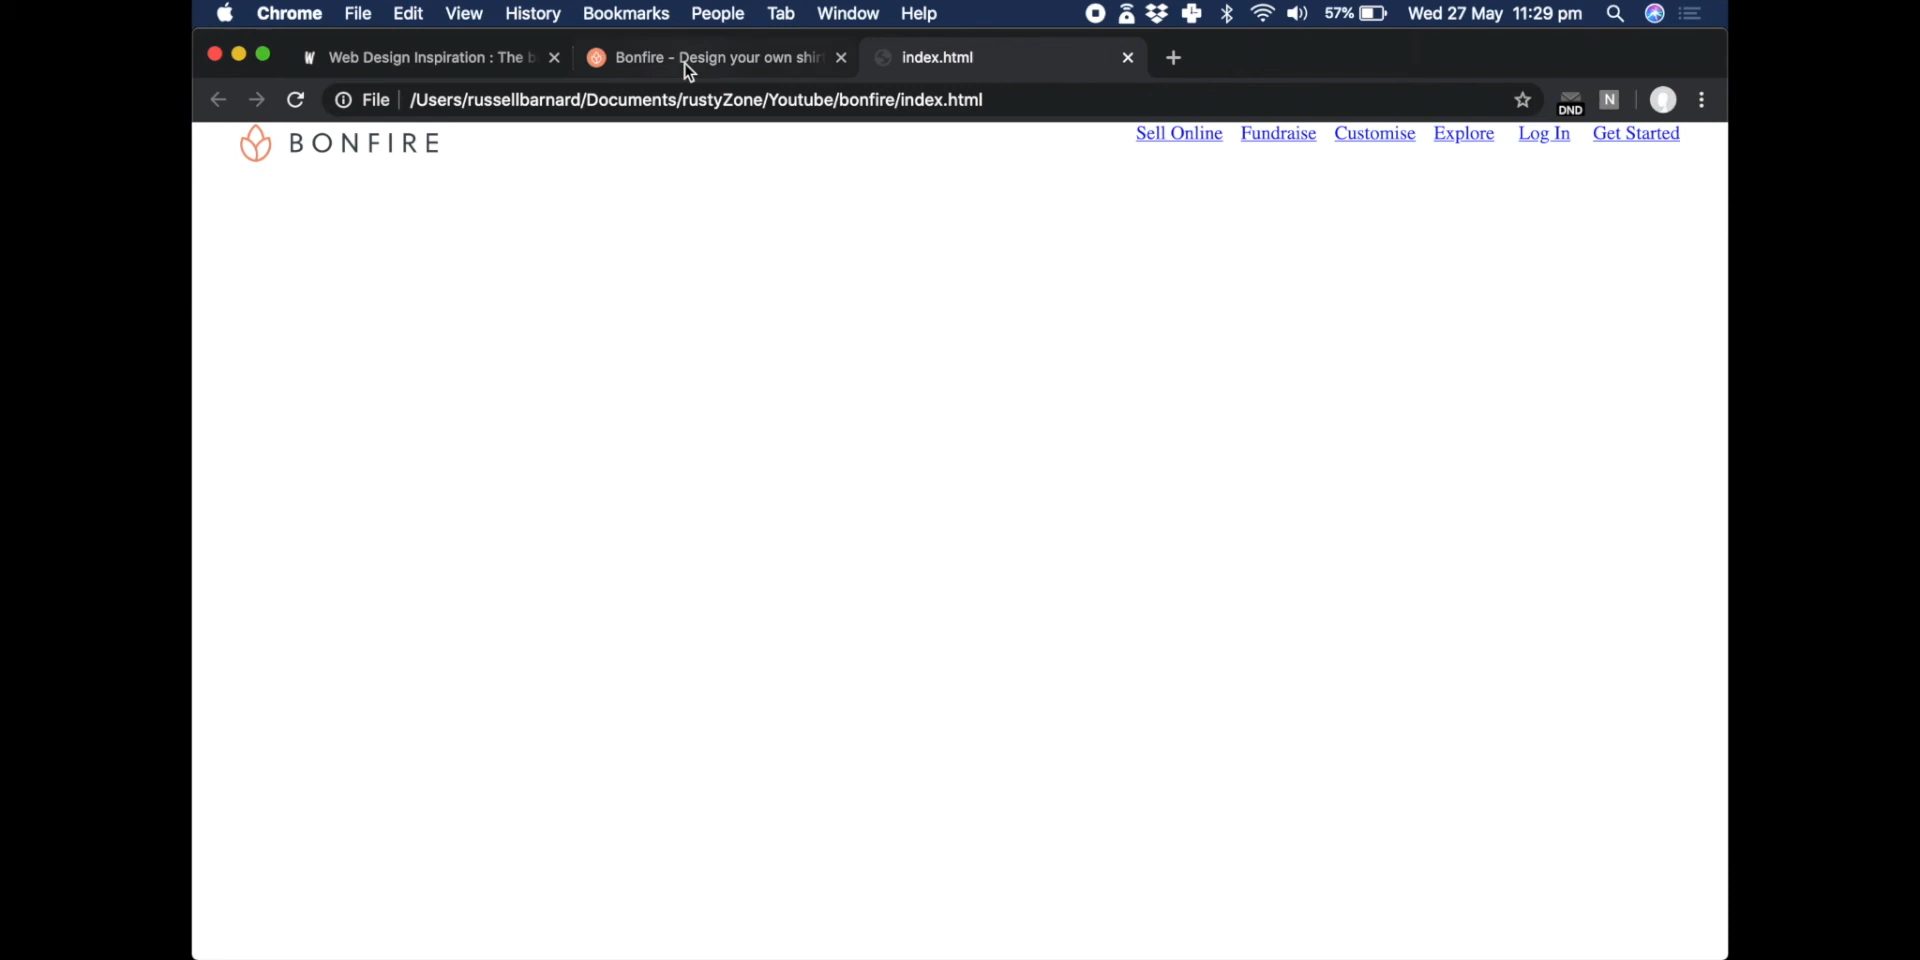 Chrome File Edit View History Bookmarks People Tab Window Help 57% Wed 27 May 11:29 pm
W Web Design Inspiration : The b Bonfire - Design your own shir index.html
File /Users/russellbarnard/Documents/rustyZone/Youtube/bonfire/index.html DND N
BONFIRE Sell Online Fundraise Customise Explore Log In Get Started